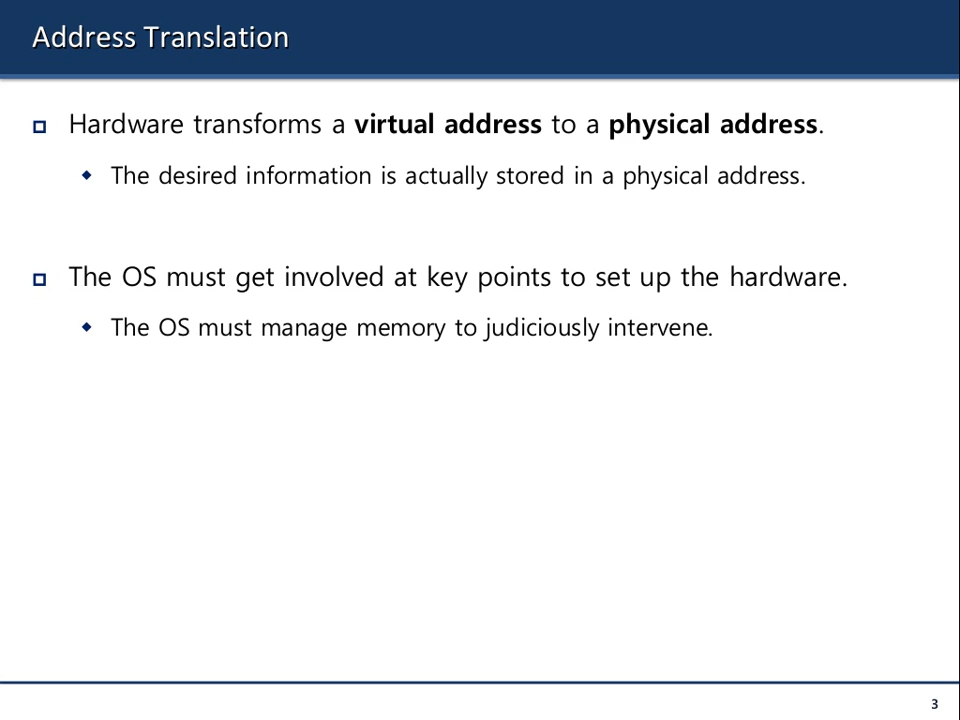 Address Translation
Hardware transforms a virtual address to a physical address.
The desired information is actually stored in a physical address.
The OS must get involved at key points to set up the hardware.
The OS must manage memory to judiciously intervene.
3